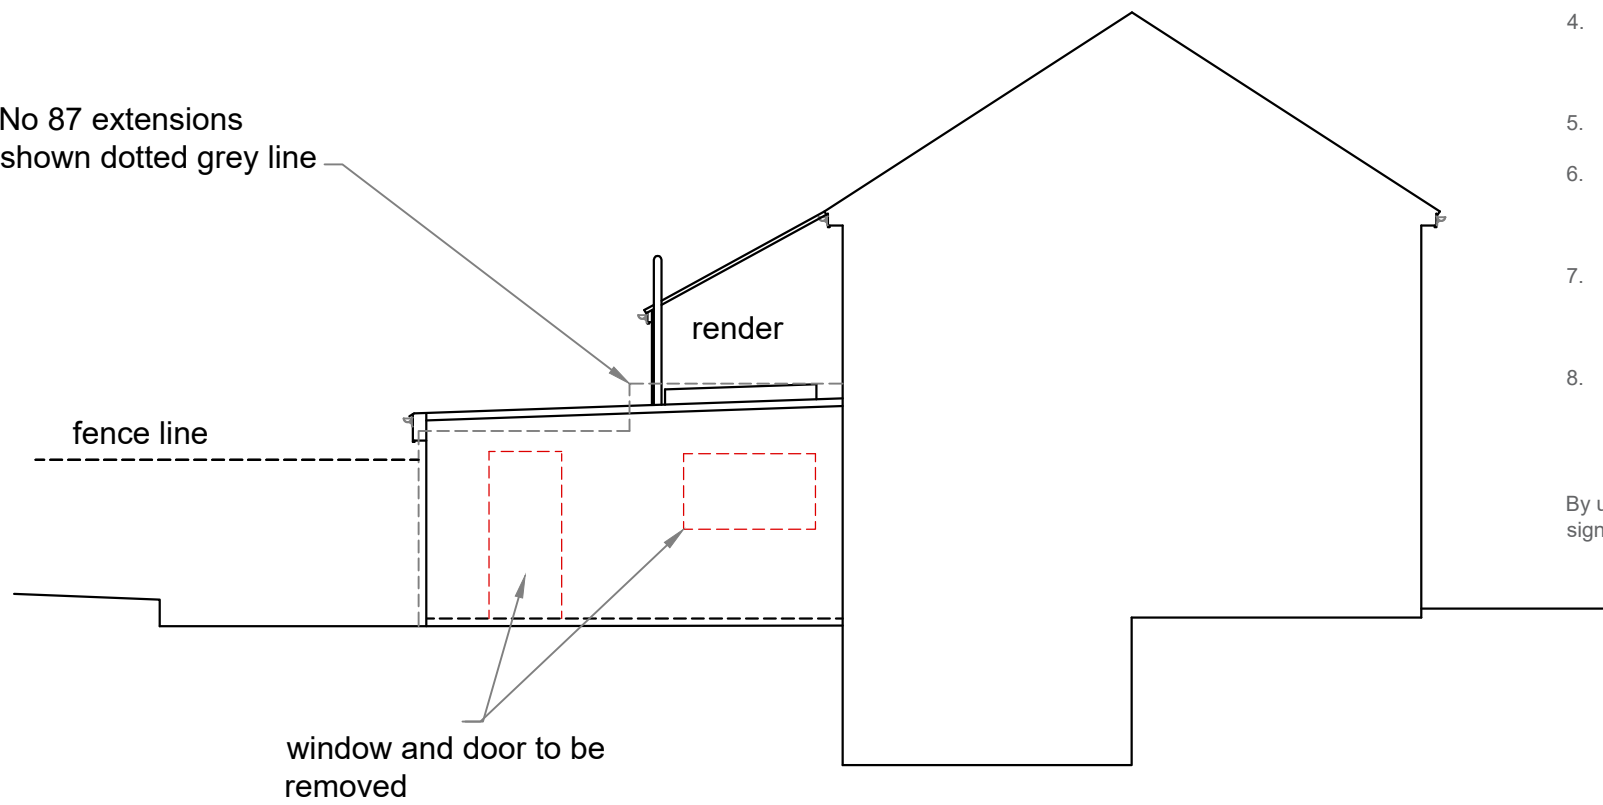 No 87 extensions
shown dotted grey line
render
fence line
window and door to be
removed
4.
5.
6.
7.
8.
By u
sign